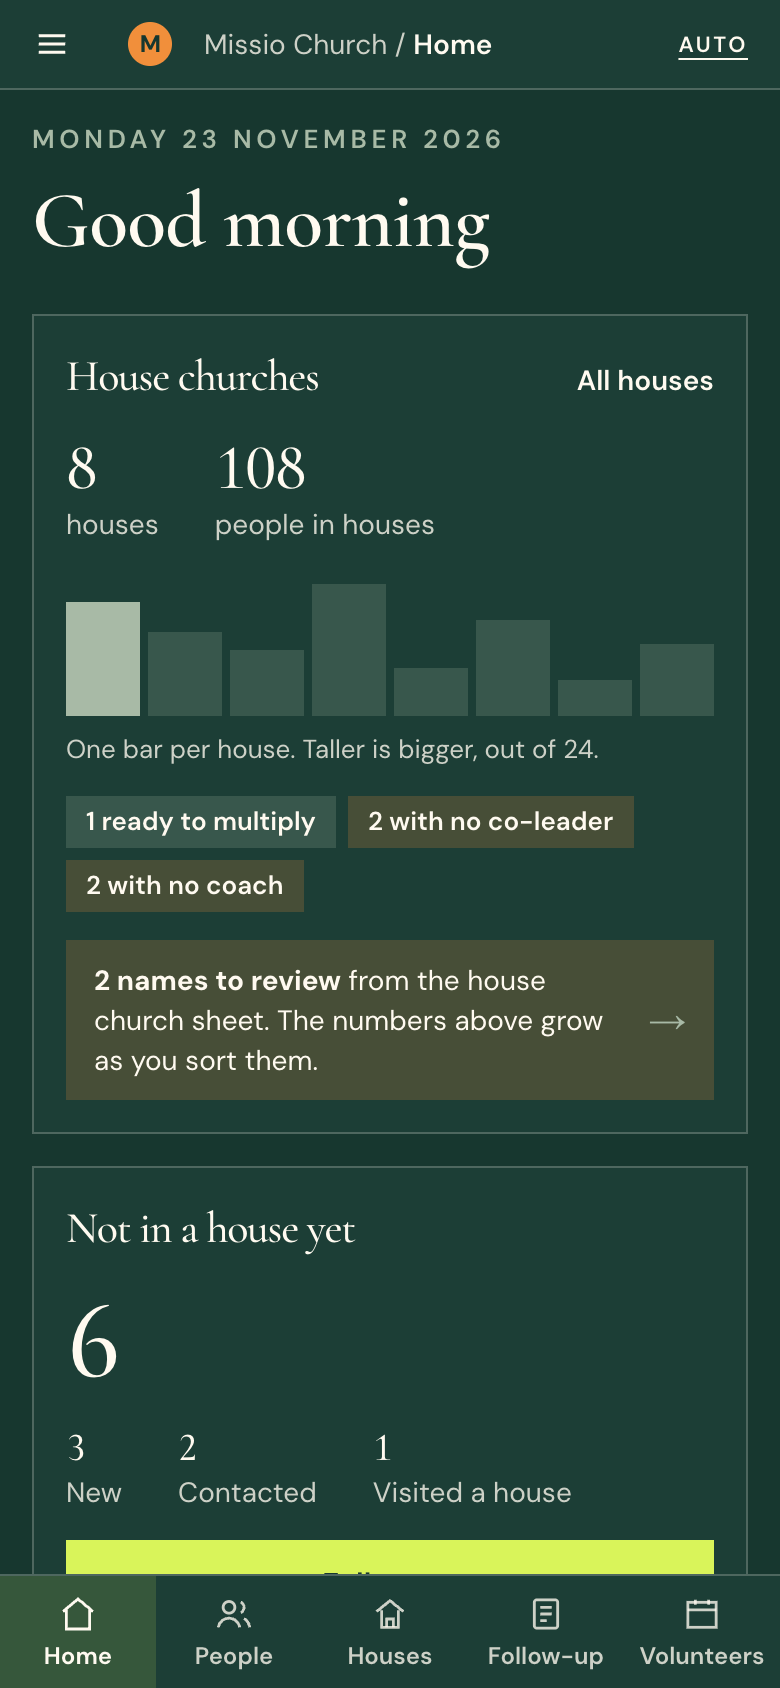 M
Missio Church / Home
AUTO
MONDAY 23 NOVEMBER 2026
Good morning
House churches
All houses
8
houses
108
people in houses
One bar per house. Taller is bigger, out of 24.
1 ready to multiply
2 with no co-leader
2 with no coach
2 names to review from the house
church sheet. The numbers above grow
as you sort them.
Not in a house yet
6
3
New
2
Contacted
1
Visited a house
Home
People
Houses
Follow-up
Volunteers